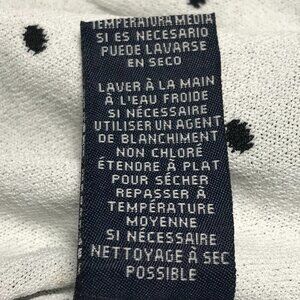 TEMPERATURA MEDIA
SI ES NECESARIO
PUEDE LAVARSE
EN SECO
LAVER À LA MAIN
À L'EAU FROIDE
SI NÉCESSAIRE
UTILISER UN AGENT
DE BLANCHIMENT
NON CHLORÉ
ÉTENDRE À PLAT
POUR SÉCHER
REPASSER À
TEMPÉRATURE
MOYENNE
SI NÉCESSAIRE
NETTOYAGE À SEC
POSSIBLE